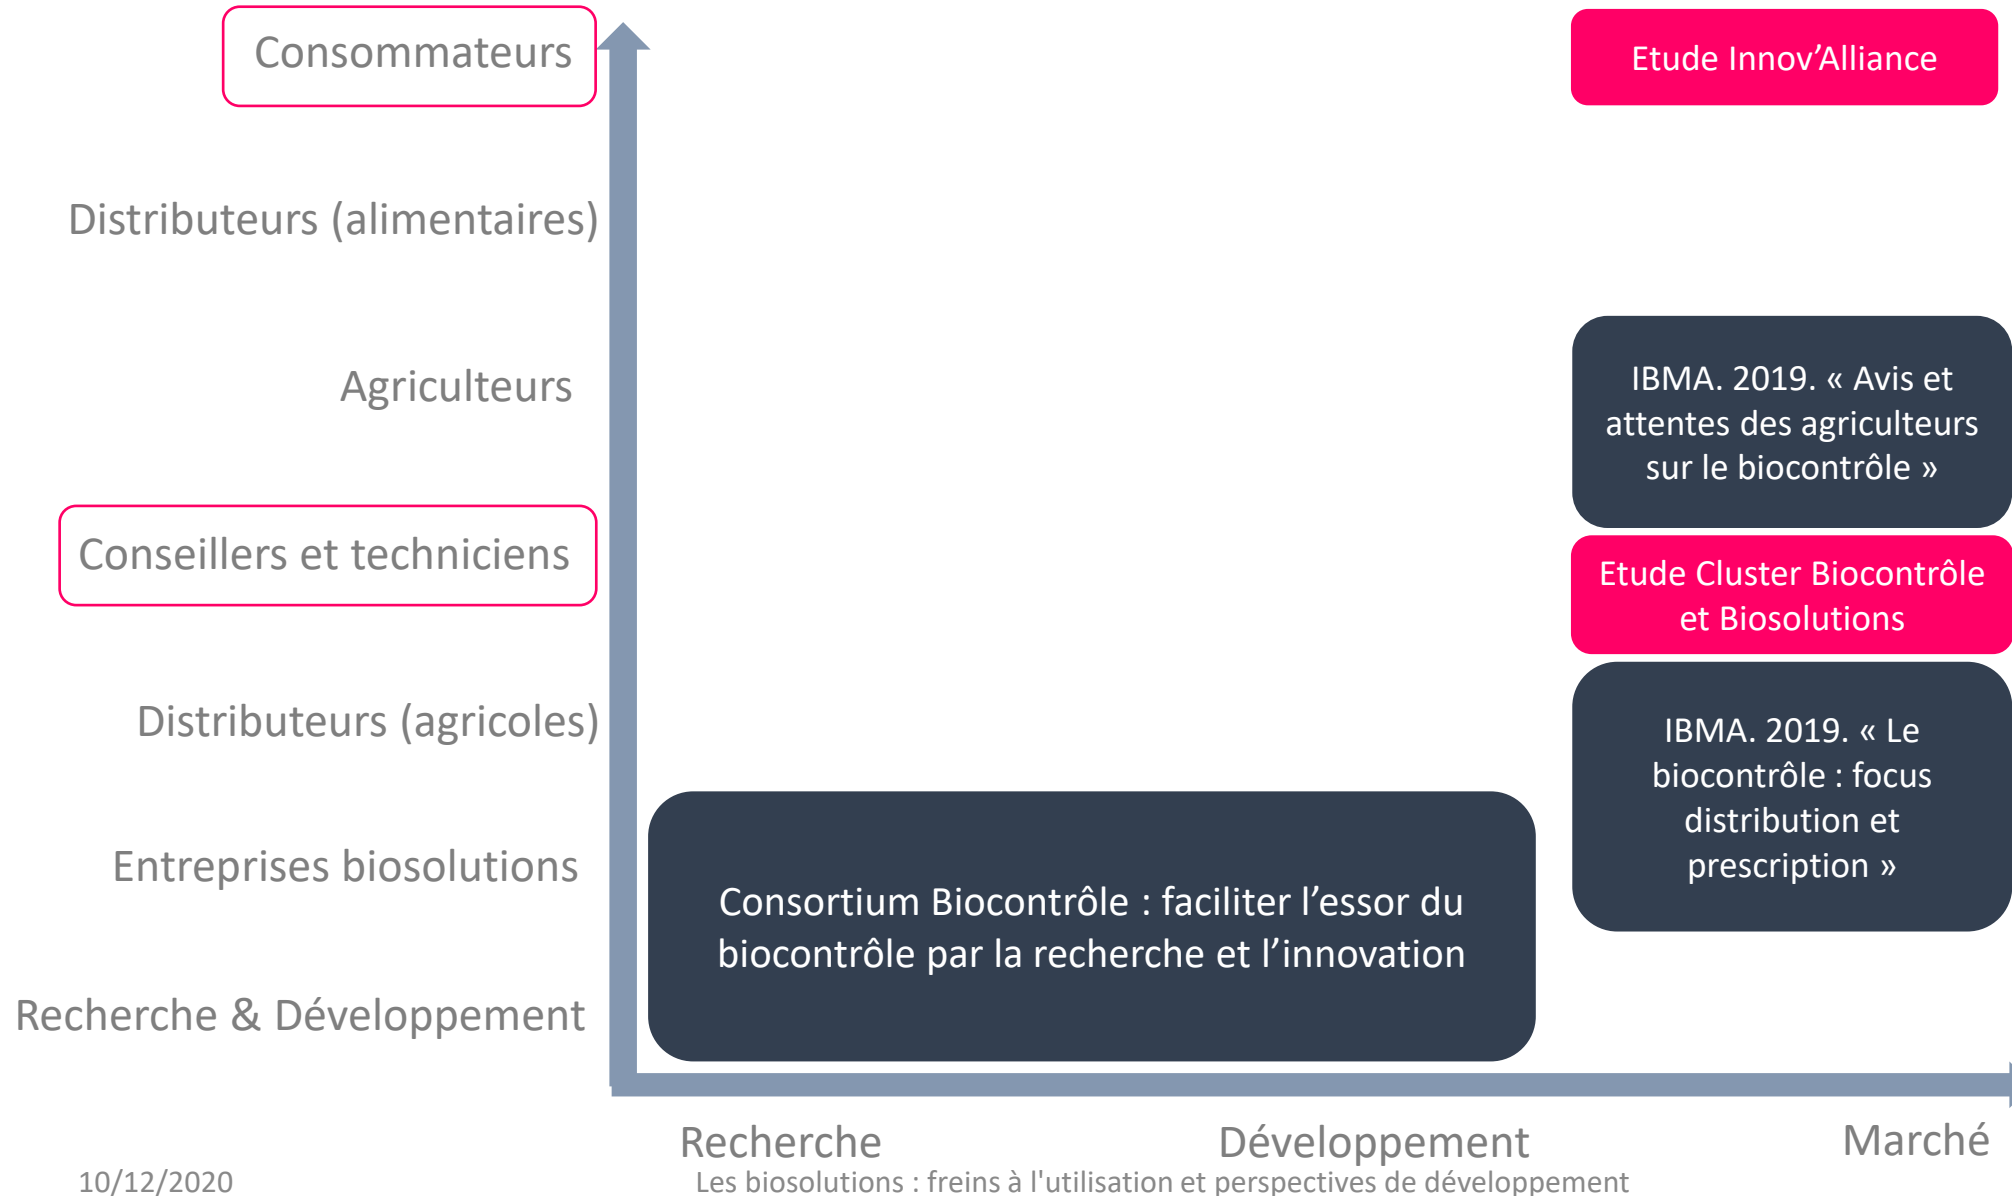 Consommateurs
Etude Innov’Alliance
Distributeurs (alimentaires)
Agriculteurs
IBMA. 2019. « Avis et
attentes des agriculteurs
sur le biocontrôle »
Conseillers et techniciens
Etude Cluster Biocontrôle
et Biosolutions
Distributeurs (agricoles)
IBMA. 2019. « Le
biocontrôle : focus
distribution et
prescription »
Entreprises biosolutions
Consortium Biocontrôle : faciliter l’essor du
biocontrôle par la recherche et l’innovation
Recherche & Développement
Recherche
Développement
Marché
10/12/2020
Les biosolutions : freins à l'utilisation et perspectives de développement